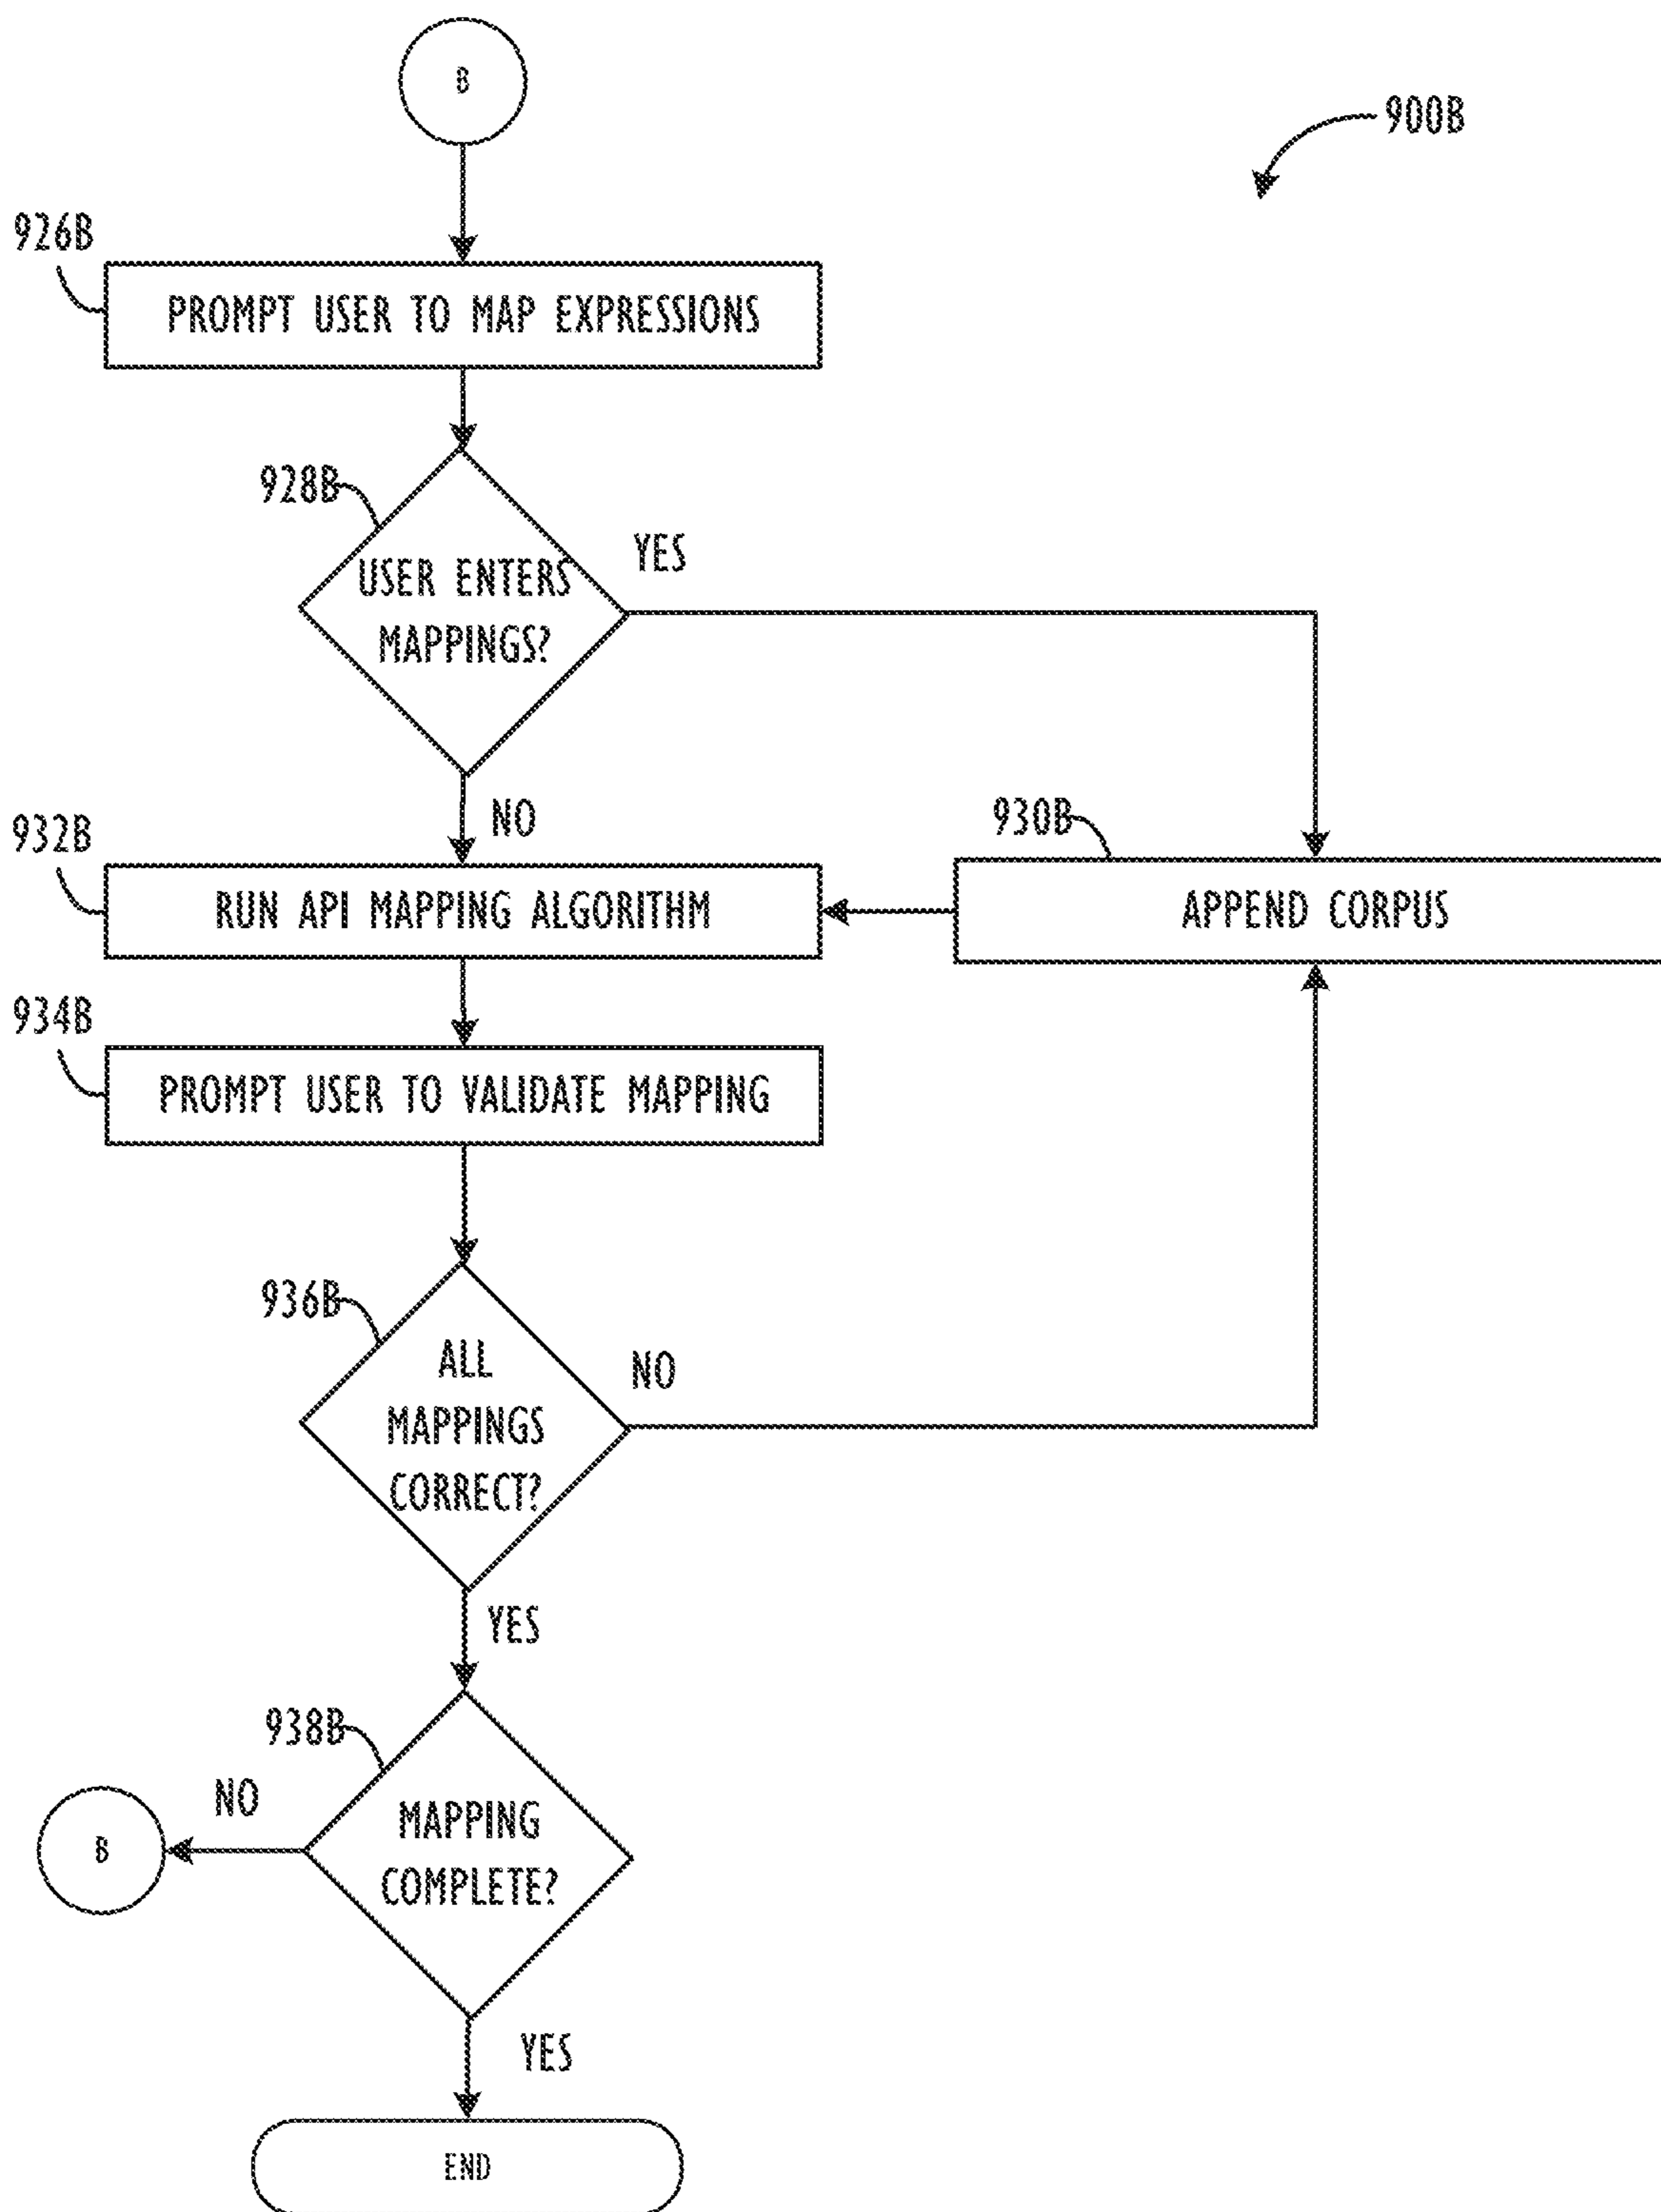 B
900B
926B
PROMPT USER TO MAP EXPRESSIONS
928B
YES
USER ENTERS
MAPPINGS?
NO
930B
932B
RUN API MAPPING ALGORITHM
APPEND CORPUS
934B
PROMPT USER TO VALIDATE MAPPING
936B
ALL
NO
MAPPINGS
CORRECT?
YES
938B
NO
MAPPING
B
COMPLETE?
YES
END